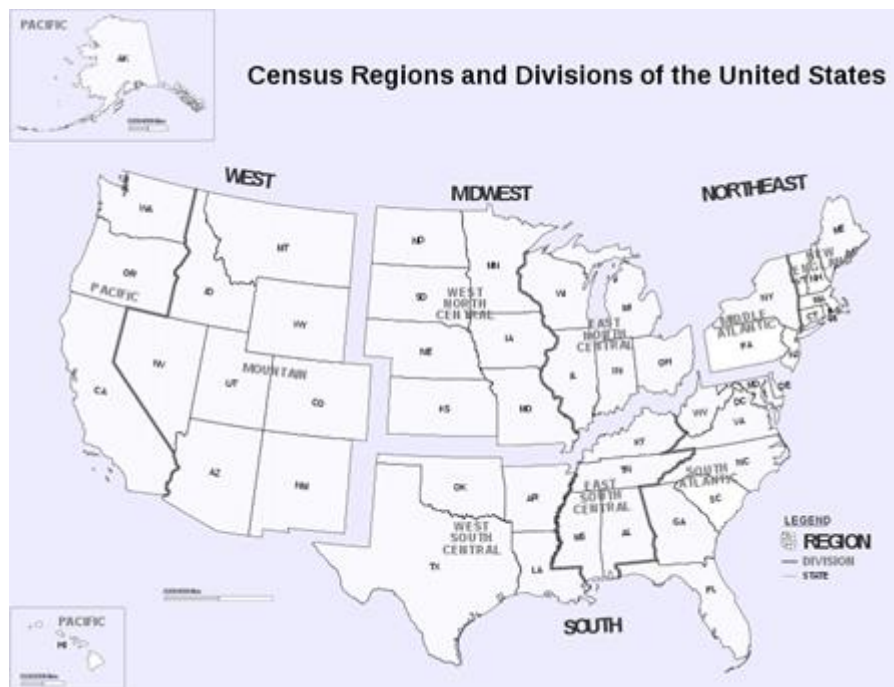 PACIFIC
AK
Census Regions and Divisions of the United States
WEST
MIDWEST
NORTHEAST
WA
MT
ND
MN
ME
NEW
ENGLAND
VT
NH
OR
ID
SD
WI
MI
NY
MA
CT
RI
PACIFIC
WEST
NORTH
CENTRAL
WY
IA
EAST
NORTH
CENTRAL
MIDDLE
ATLANTIC
PA
NJ
NE
NV
UT
MOUNTAIN
CO
CA
IL
IN
OH
KS
MO
WV
MD
DE
DC
VA
KY
AZ
NM
OK
AR
TN
NC
SOUTH
ATLANTIC
SC
EAST
SOUTH
CENTRAL
MS
AL
GA
WEST
SOUTH
CENTRAL
TX
LA
FL
LEGEND
REGION
DIVISION
STATE
SOUTH
PACIFIC
HI